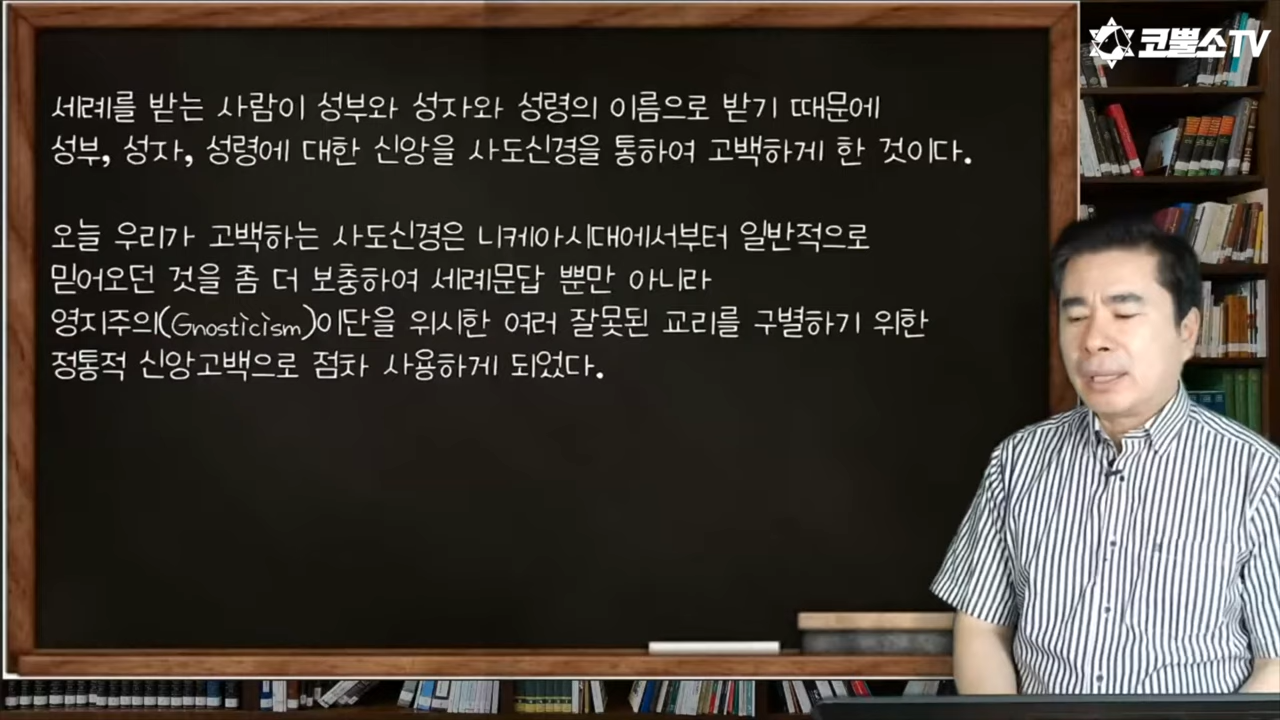 코뿔소TV
세례를 받는 사람이 성부와 성자와 성령의 이름으로 받기 때문에
성부, 성자, 성령에 대한 신앙을 사도신경을 통하여 고백하게 한 것이다.
오늘 우리가 고백하는 사도신경은 니케아시대에서부터 일반적으로
믿어오던 것을 좀 더 보충하여 세례문답 뿐만 아니라
영지주의(Gnosticism)이단을 위시한 여러 잘못된 교리를 구별하기 위한
정통적 신앙고백으로 점차 사용하게 되었다.